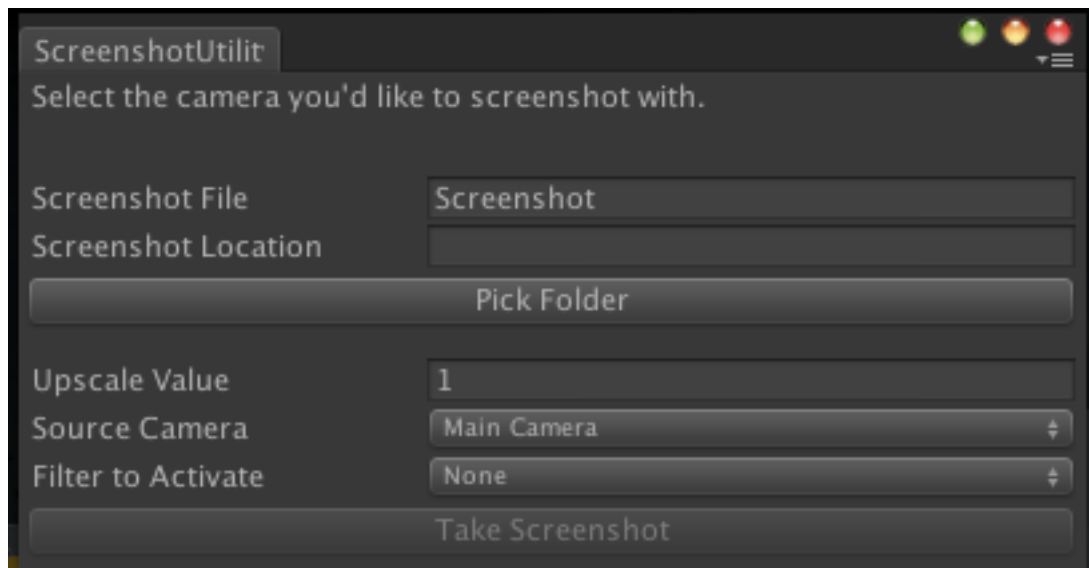 ScreenshotUtilit
Select the camera you'd like to screenshot with.
Screenshot File Screenshot
Screenshot Location
Pick Folder
Upscale Value 1
Source Camera Main Camera
Filter to Activate None
Take Screenshot